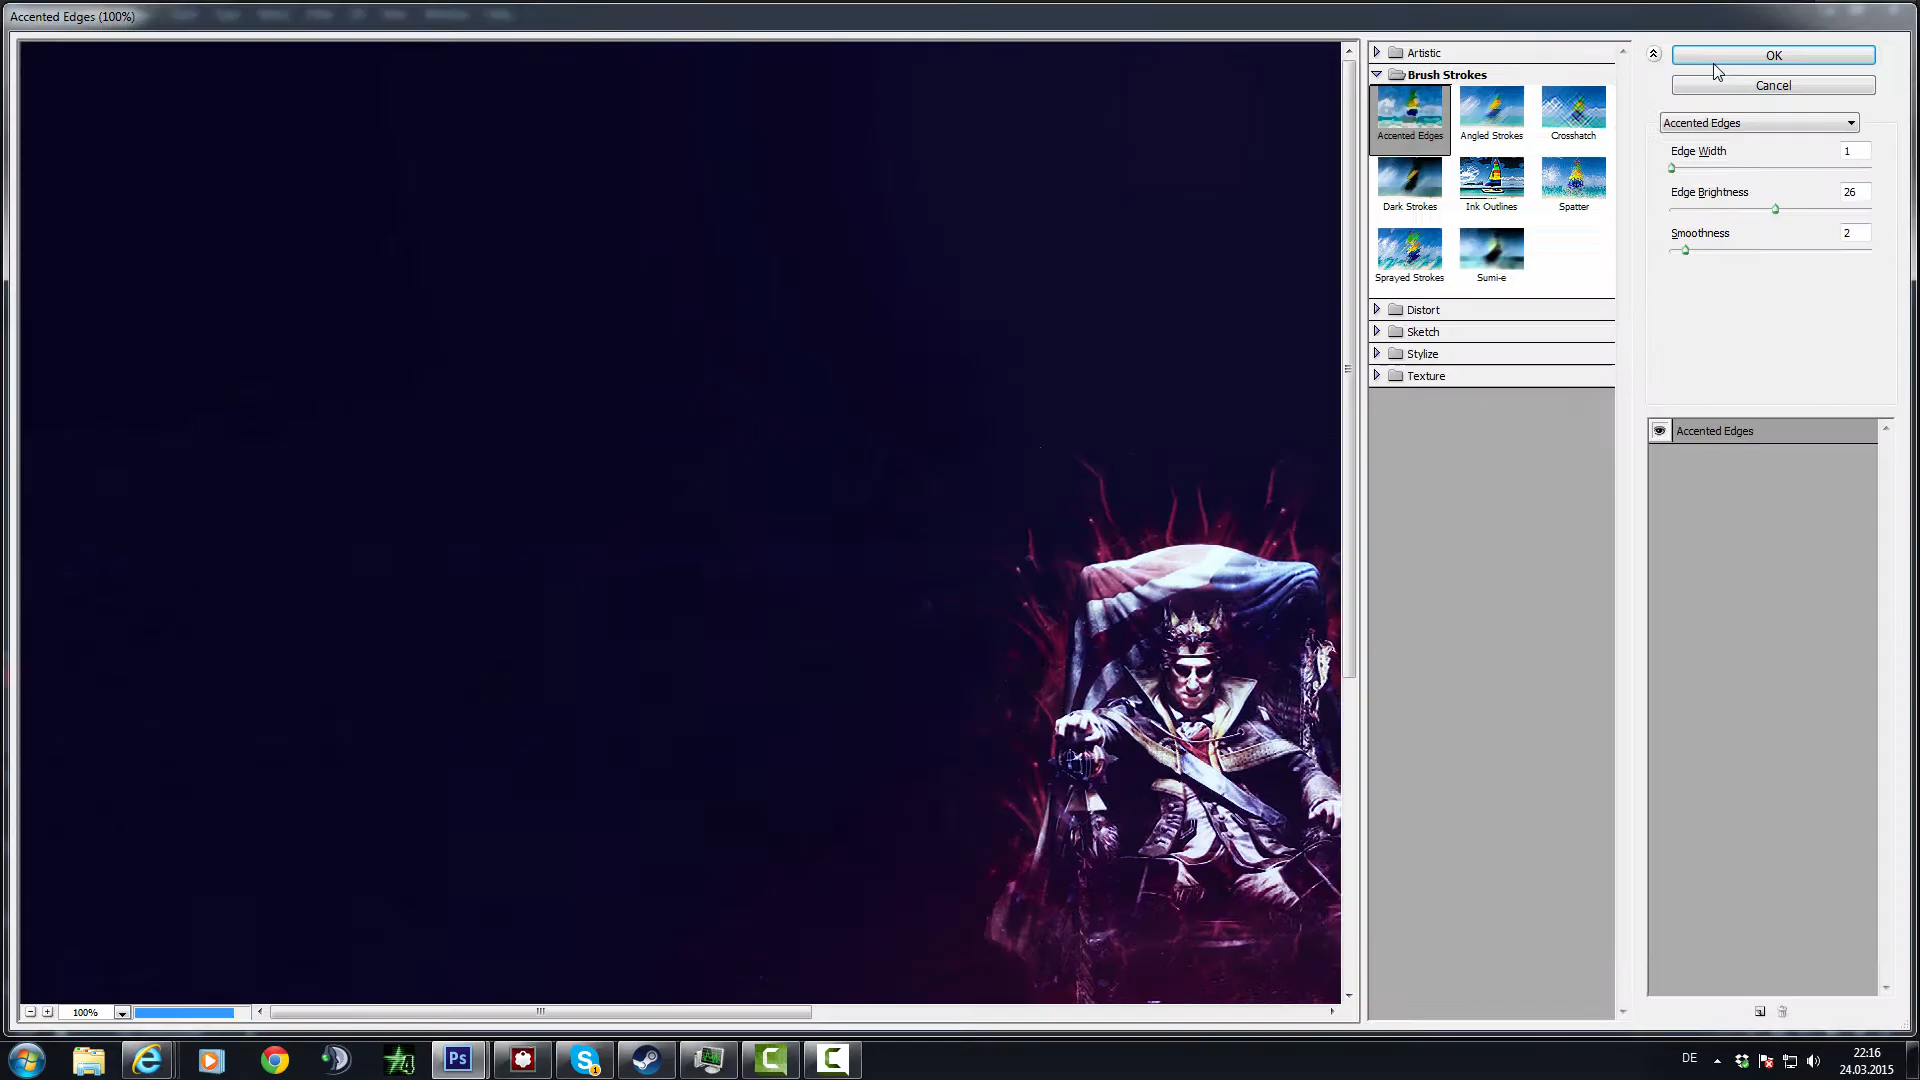 Accented Edges (100%)
Artistic
Brush Strokes
Accented Edges
Angled Strokes
Crosshatch
Dark Strokes
Ink Outlines
Spatter
Sprayed Strokes
Sumi-e
Distort
Sketch
Stylize
Texture
OK
Cancel
Accented Edges
Edge Width 1
Edge Brightness 26
Smoothness 2
Accented Edges
100%
Ps
S 1
C
C
DE
22:16
24.03.2015